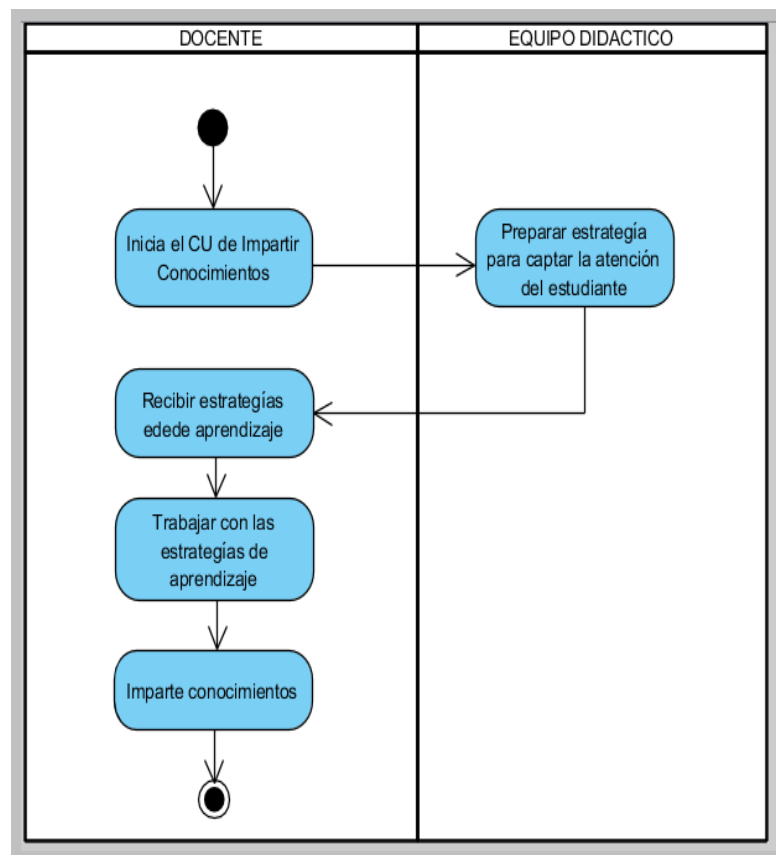 DOCENTE
EQUIPO DIDACTICO
Inicia el CU de Impartir
Conocimientos
Preparar estrategía
para captar la atención
del estudiante
Recibir estrategías
edede aprendizaje
Trabajar con las
estrategías de
aprendizaje
Imparte conocimientos